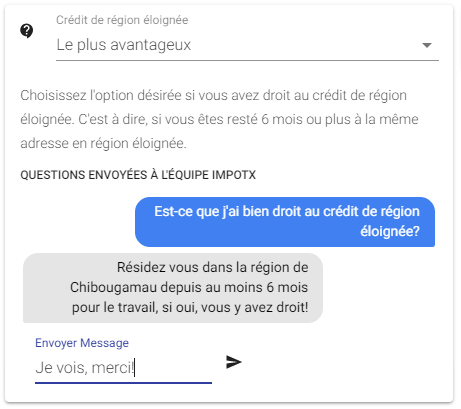 Crédit de région éloignée
Le plus avantageux
Choisissez l'option désirée si vous avez droit au crédit de région
éloignée. C'est à dire, si vous êtes resté 6 mois ou plus à la même
adresse en région éloignée.
QUESTIONS ENVOYÉES À L'ÉQUIPE IMPOTX
Est-ce que j'ai bien droit au crédit de région
éloignée?
Résidez vous dans la région de
Chibougamau depuis au moins 6 mois
pour le travail, si oui, vous y avez droit!
Envoyer Message
Je vois, merci!